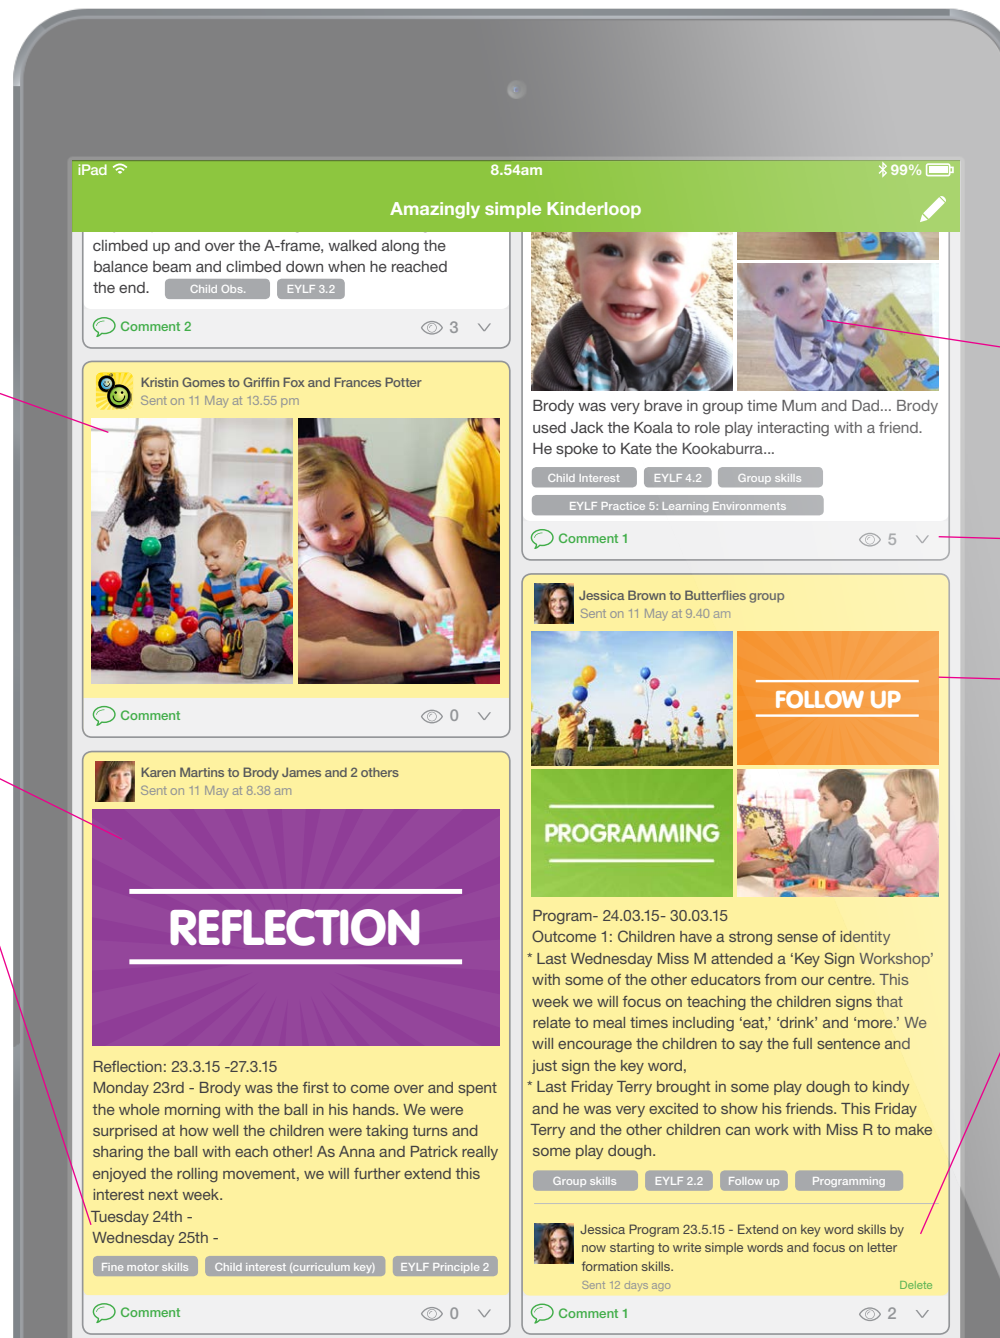 iPad
8.54am
99%
Amazingly simple Kinderloop
climbed up and over the A-frame, walked along the
balance beam and climbed down when he reached
the end.
Child Obs.
EYLF 3.2
Comment 2
3
Kristin Gomes to Griffin Fox and Frances Potter
Sent on 11 May at 13.55 pm
Comment
0
Karen Martins to Brody James and 2 others
Sent on 11 May at 8.38 am
REFLECTION
Reflection: 23.3.15 -27.3.15
Monday 23rd - Brody was the first to come over and spent
the whole morning with the ball in his hands. We were
surprised at how well the children were taking turns and
sharing the ball with each other! As Anna and Patrick really
enjoyed the rolling movement, we will further extend this
interest next week.
Tuesday 24th -
Wednesday 25th -
Fine motor skills
Child interest (curriculum key)
EYLF Principle 2
Comment
0
Brody was very brave in group time Mum and Dad... Brody
used Jack the Koala to role play interacting with a friend.
He spoke to Kate the Kookaburra...
Child Interest
EYLF 4.2
Group skills
EYLF Practice 5: Learning Environments
Comment 1
5
Jessica Brown to Butterflies group
Sent on 11 May at 9.40 am
FOLLOW UP
PROGRAMMING
Program- 24.03.15- 30.03.15
Outcome 1: Children have a strong sense of identity
* Last Wednesday Miss M attended a ‘Key Sign Workshop’
with some of the other educators from our centre. This
week we will focus on teaching the children signs that
relate to meal times including ‘eat,’ ‘drink’ and ‘more.’ We
will encourage the children to say the full sentence and
just sign the key word,
* Last Friday Terry brought in some play dough to kindy
and he was very excited to show his friends. This Friday
Terry and the other children can work with Miss R to make
some play dough.
Group skills
EYLF 2.2
Follow up
Programming
Jessica Program 23.5.15 - Extend on key word skills by
now starting to write simple words and focus on letter
formation skills.
Sent 12 days ago
Delete
Comment 1
2